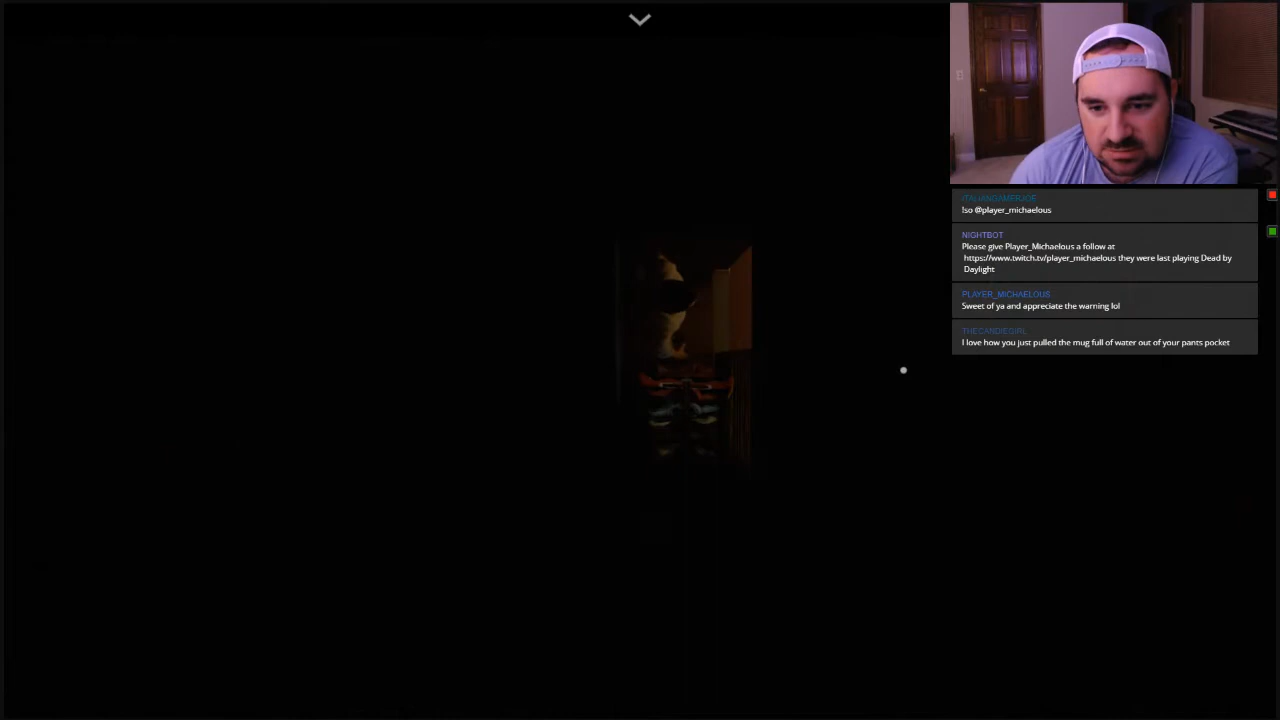 ITALIANGAMERJOE
!so @player_michaelous
NIGHTBOT
Please give Player_Michaelous a follow at
https://www.twitch.tv/player_michaelous they were last playing Dead by
Daylight
PLAYER_MICHAELOUS
Sweet of ya and appreciate the warning lol
THECANDIEGIRL
I love how you just pulled the mug full of water out of your pants pocket